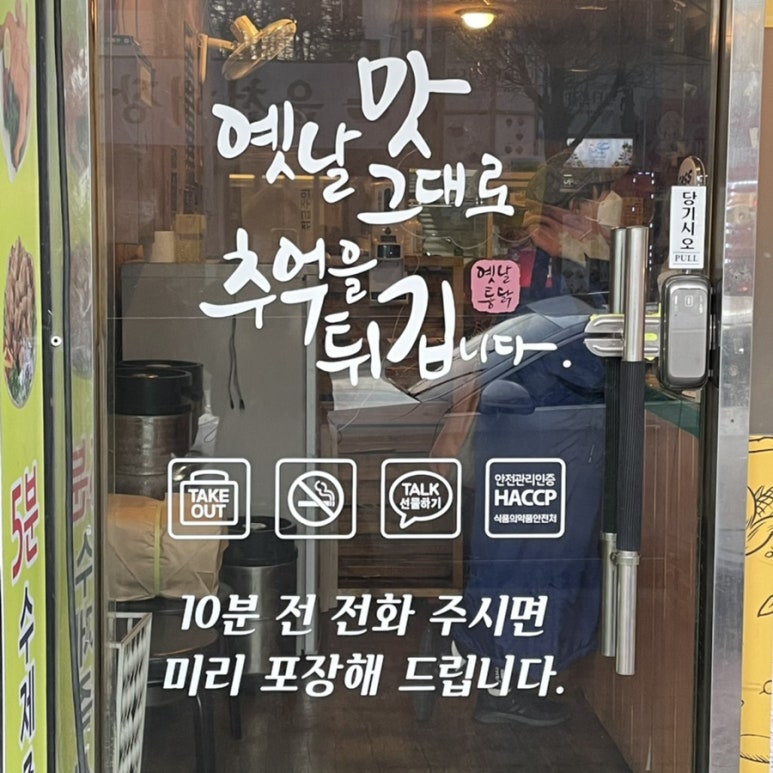 옛날 맛
그대로
추억을
튀깁니다.
옛날
통닭
당기시오
PULL
TAKE
OUT
TALK
선물하기
안전관리인증
HACCP
식품의약품안전처
10분 전 전화 주시면
미리 포장해 드립니다.
5분
수제